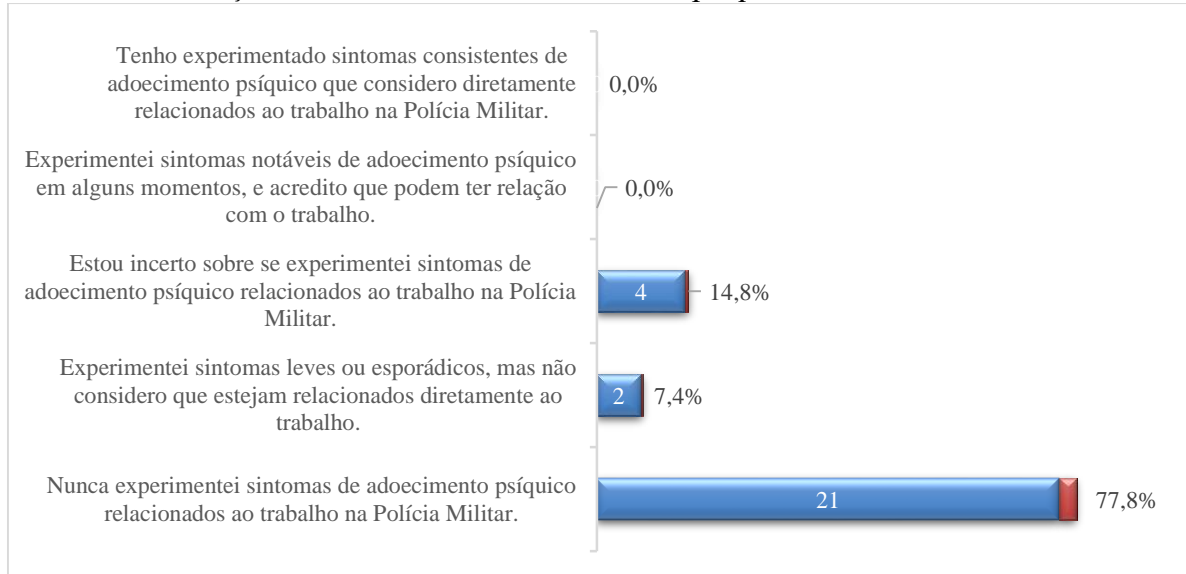 Tenho experimentado sintomas consistentes de
adoecimento psíquico que considero diretamente
relacionados ao trabalho na Polícia Militar.
0,0%
Experimentei sintomas notáveis de adoecimento psíquico
em alguns momentos, e acredito que podem ter relação
com o trabalho.
0,0%
Estou incerto sobre se experimentei sintomas de
adoecimento psíquico relacionados ao trabalho na Polícia
Militar.
4
14,8%
Experimentei sintomas leves ou esporádicos, mas não
considero que estejam relacionados diretamente ao
trabalho.
2
7,4%
Nunca experimentei sintomas de adoecimento psíquico
relacionados ao trabalho na Polícia Militar.
21
77,8%